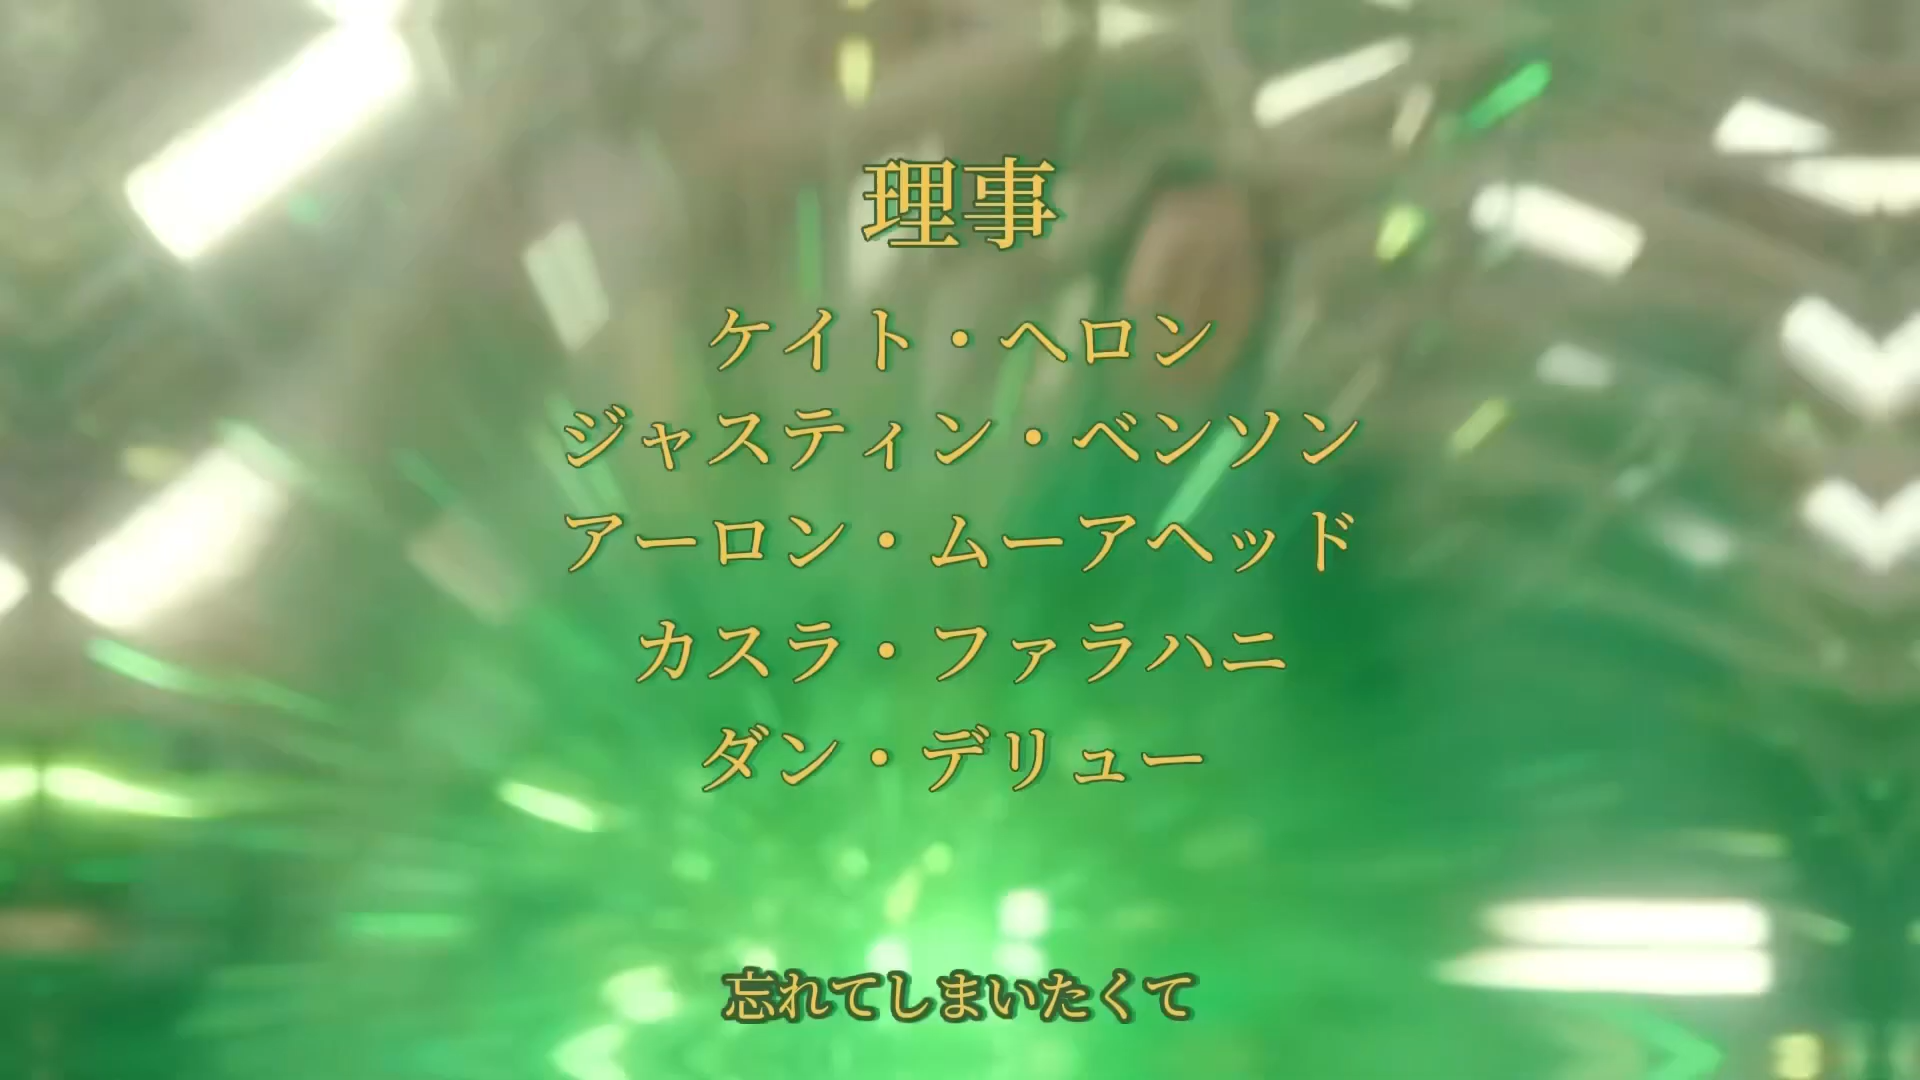 理事
ケイト・ヘロン
ジャスティン・ベンソン
アーロン・ムーアヘッド
カスラ・ファラハニ
ダン・デリュー
忘れてしまいたくて